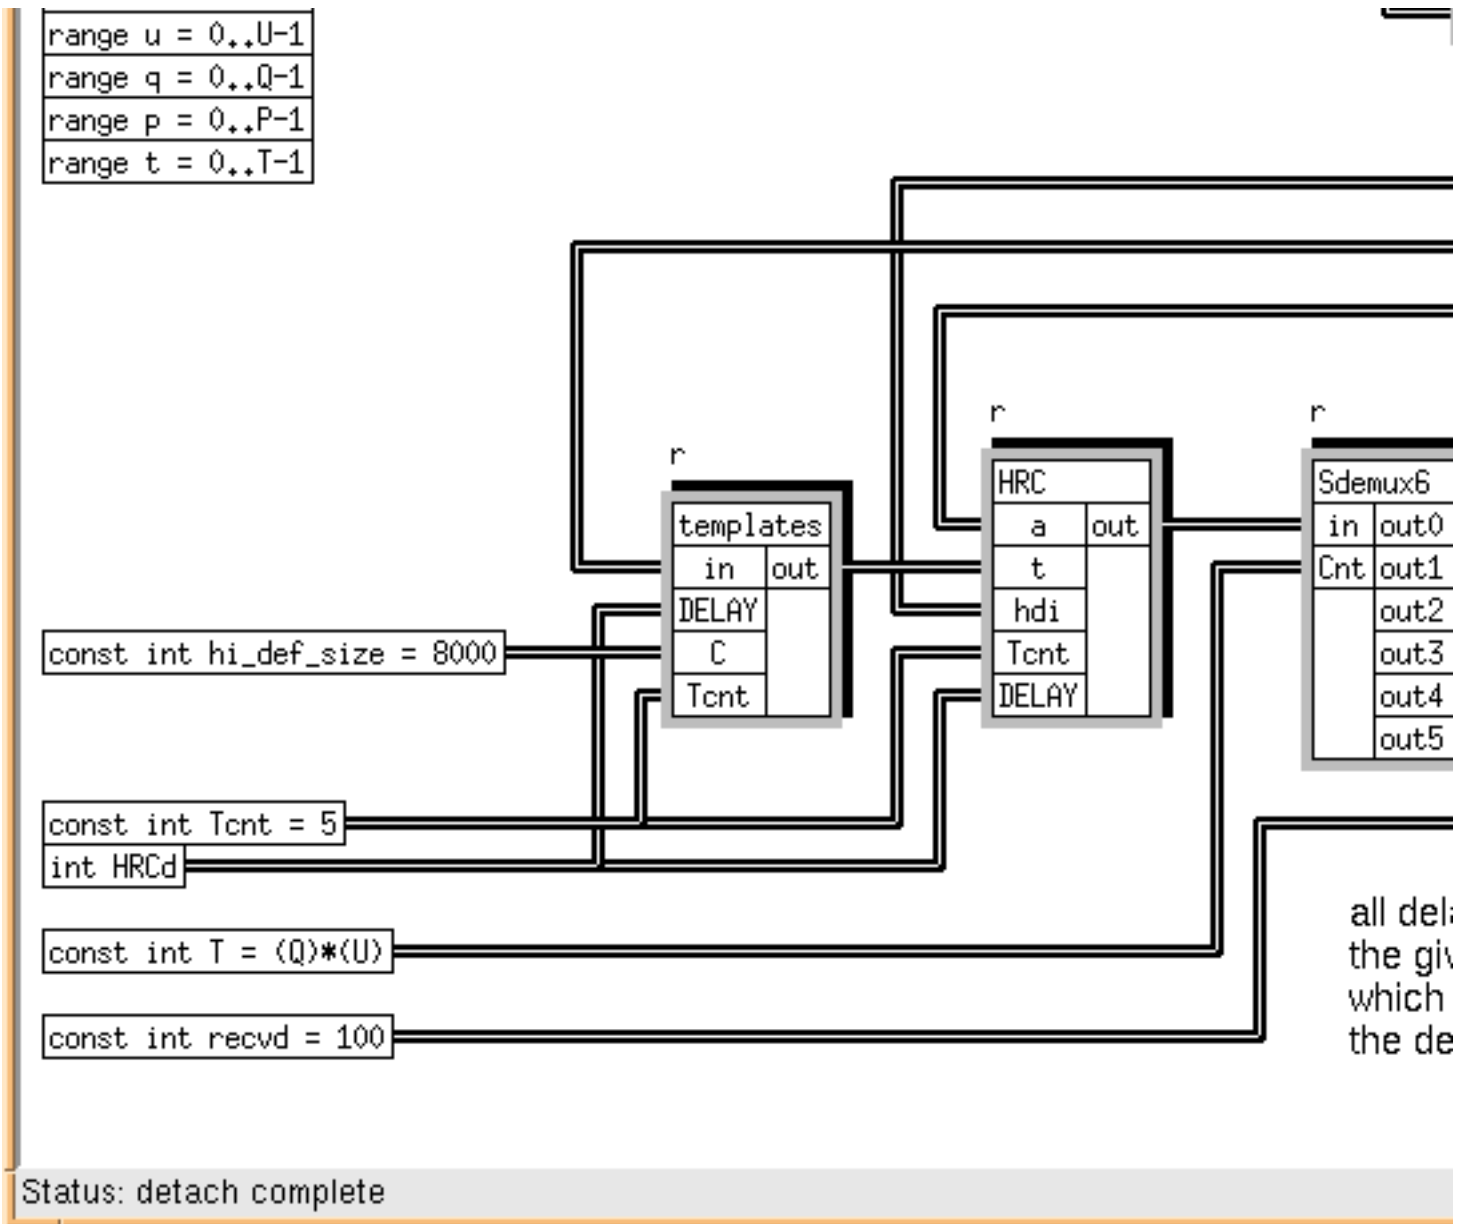 range u = 0..U-1
range q = 0..Q-1
range p = 0..P-1
range t = 0..T-1
r
r
r
templates
in out
DELAY
C
Tcnt
HRC
a out
t
hdi
Tcnt
DELAY
Sdemux6
in out0
Cnt out1
out2
out3
out4
out5
const int hi_def_size = 8000
const int Tcnt = 5
int HRCd
const int T = (Q)*(U)
const int recvd = 100
all
the
which
the
Status: detach complete